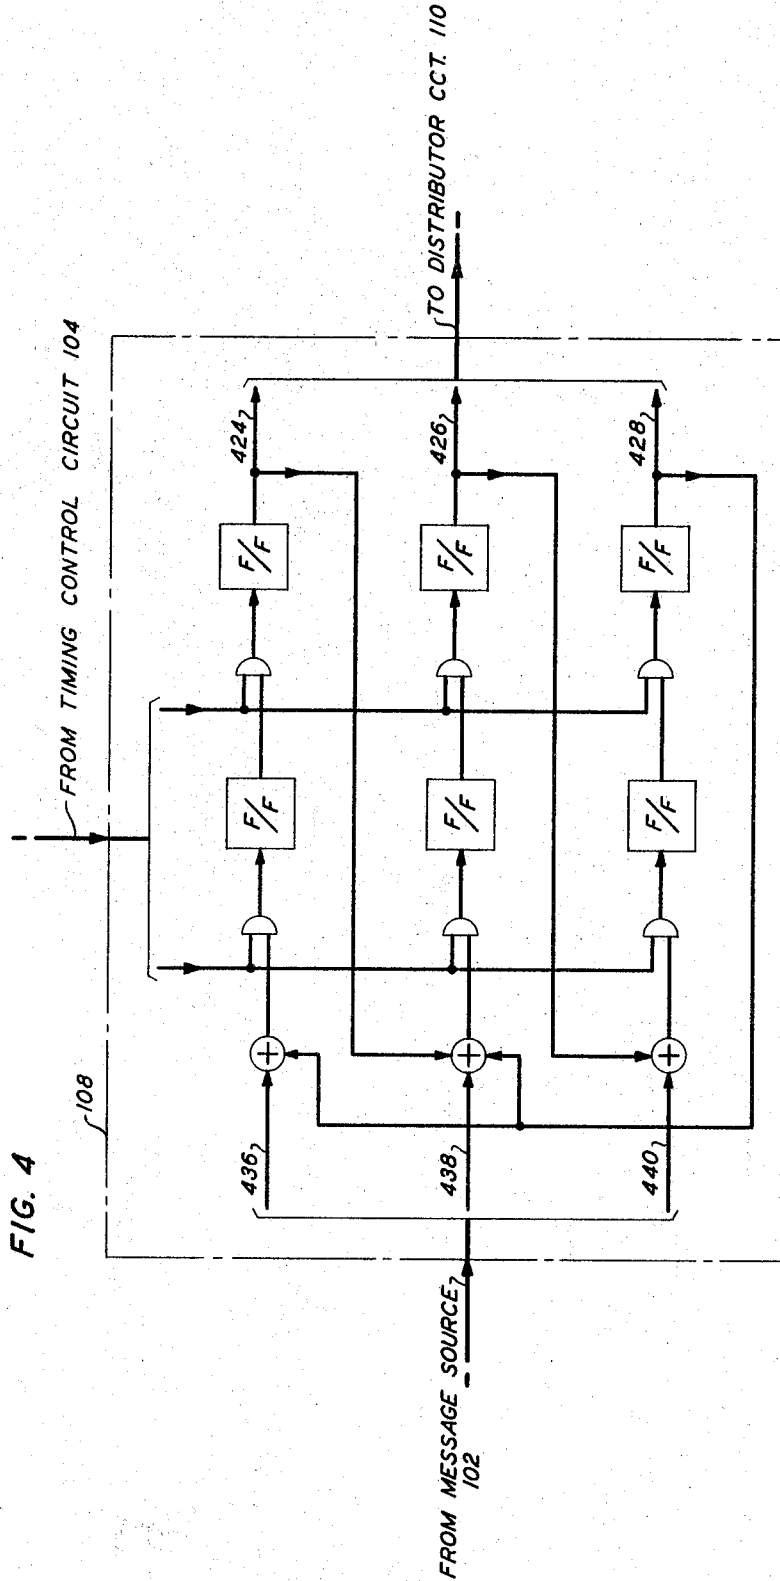 FIG. 4
108
FROM TIMING CONTROL CIRCUIT 104
FROM MESSAGE SOURCE
102
TO DISTRIBUTOR CCT. 110
436
F/F
F/F
424
438
F/F
F/F
426
440
F/F
F/F
428